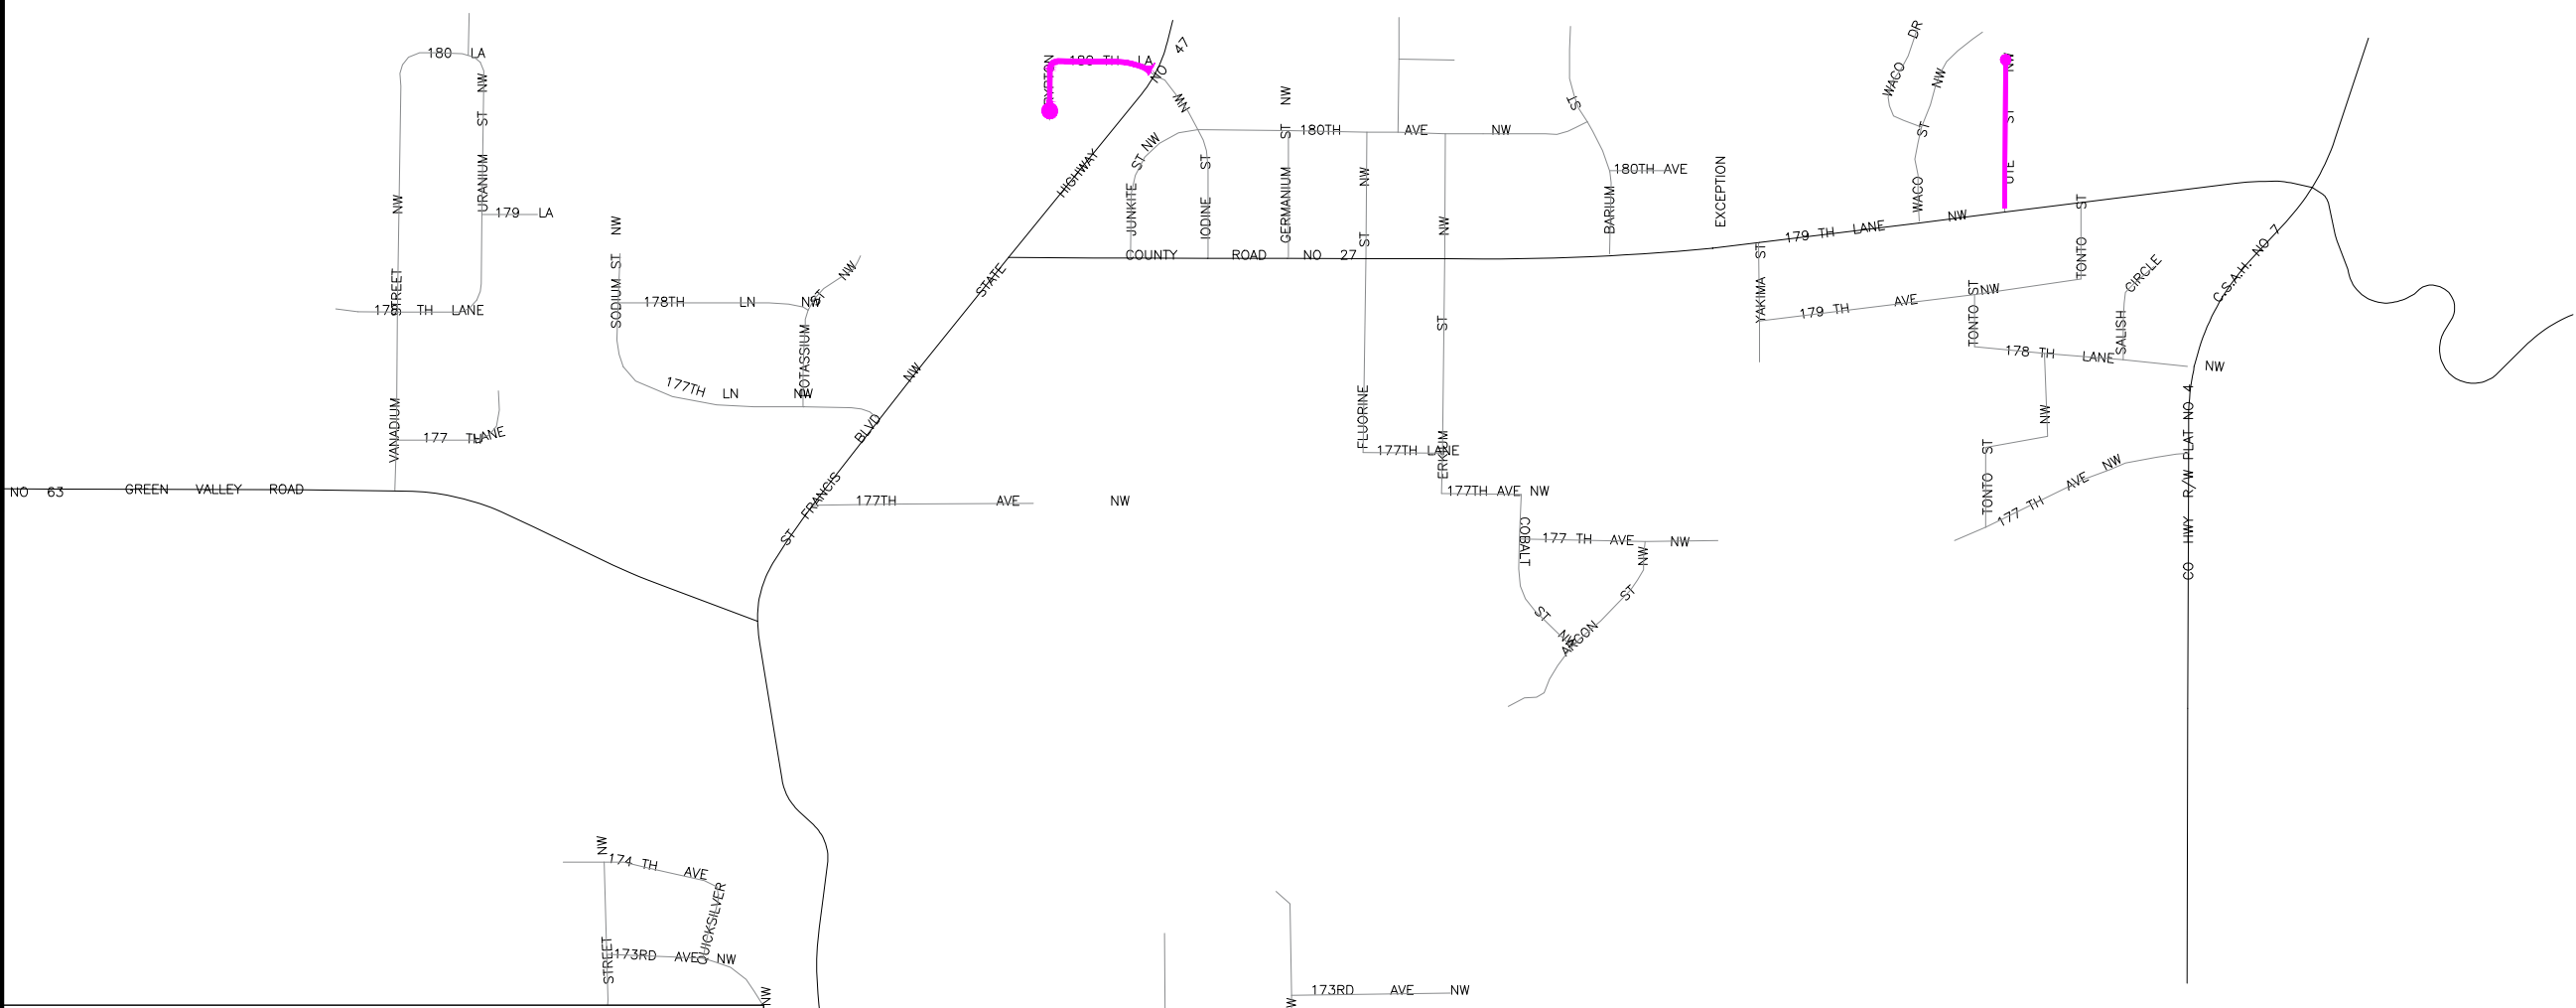 180 LA
NW
URANIUM ST NW
179 LA
STREET
TH LANE
VANADIUM
177 TH LANE
NO 63 GREEN VALLEY ROAD
SODIUM ST NW
178TH LN NW
ST NW
POTASSIUM
177TH LN NW
180 TH LA
ST FRANCIS BLVD NW STATE HIGHWAY NO 47
NW
JUNKITE ST NW
IODINE ST
GERMANIUM ST NW
180TH AVE NW
ST
BARIUM
180TH AVE
EXCEPTION
COUNTY ROAD NO 27
FLUORINE ST NW
ST NW
177TH LANE
177TH AVE NW
177TH AVE NW
COBALT ST NW
177 TH AVE NW
ARGON ST NW
WACO DR
WACO ST NW
UTE ST NW
179 TH LANE NW
YAKIMA ST
179 TH AVE NW
TONTO ST
TONTO ST
SALISH CIRCLE
178 TH LANE NW
NW
TONTO ST
177 TH AVE NW
C.S.A.H. NO 7
CO HWY R/W PLAT NO 4
NW
174 TH AVE
QUICKSILVER
STREET
173RD AVE NW
NW
173RD AVE NW